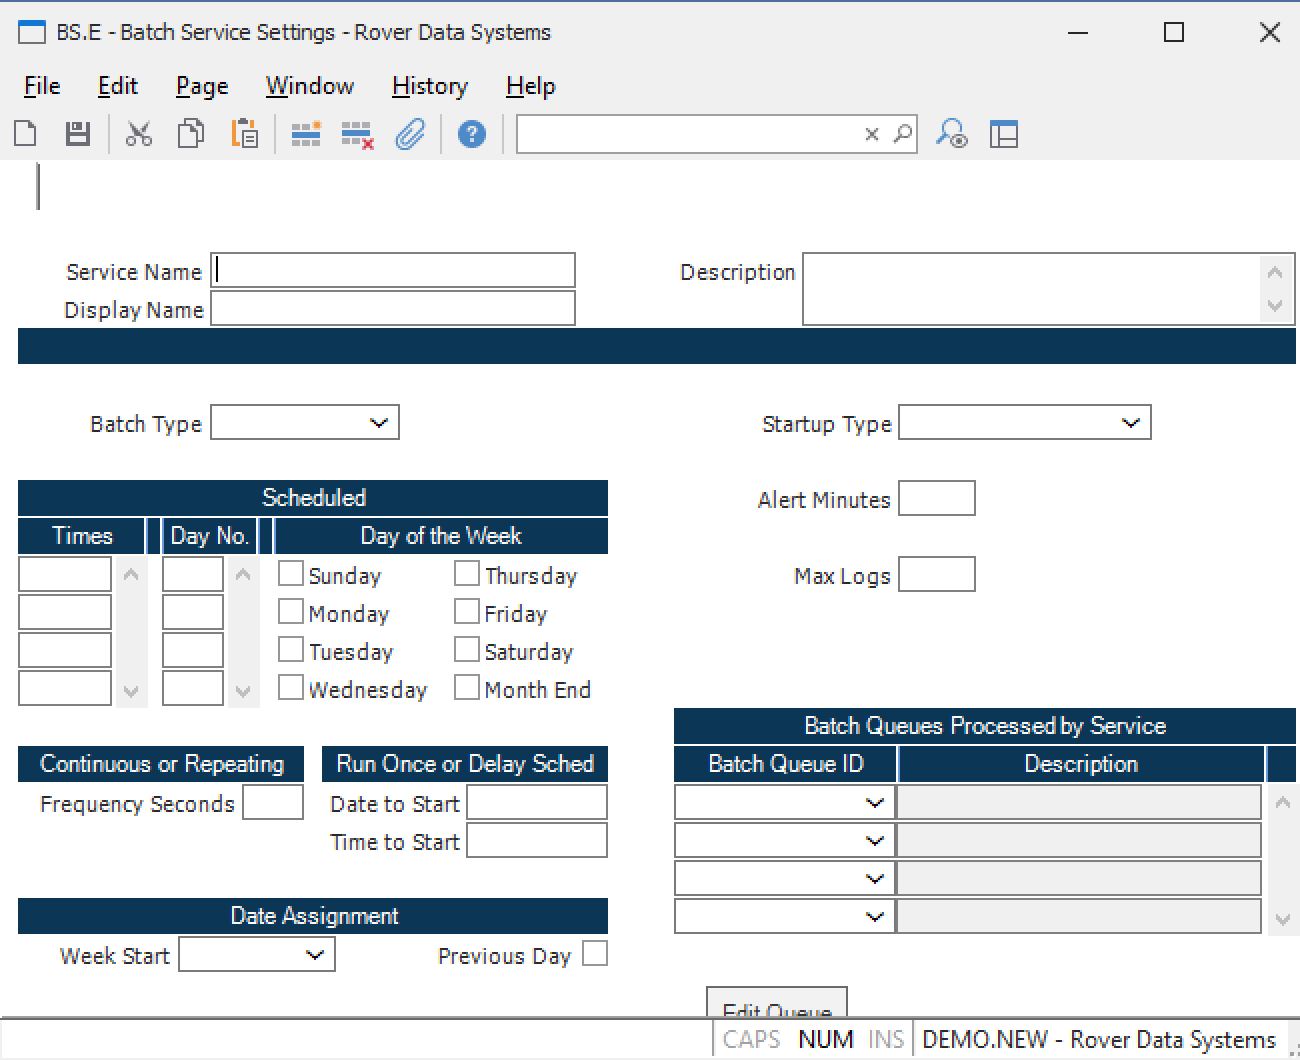 BS.E - Batch Service Settings - Rover Data Systems
File Edit Page Window History Help
Service Name
Description
Display Name
Batch Type
Startup Type
Scheduled
Alert Minutes
Times Day No. Day of the Week
Sunday Thursday
Max Logs
Monday Friday
Tuesday Saturday
Wednesday Month End
Batch Queues Processed by Service
Continuous or Repeating
Run Once or Delay Sched
Batch Queue ID Description
Frequency Seconds
Date to Start
Time to Start
Date Assignment
Week Start
Previous Day
Edit Queue
CAPS NUM INS DEMO.NEW - Rover Data Systems